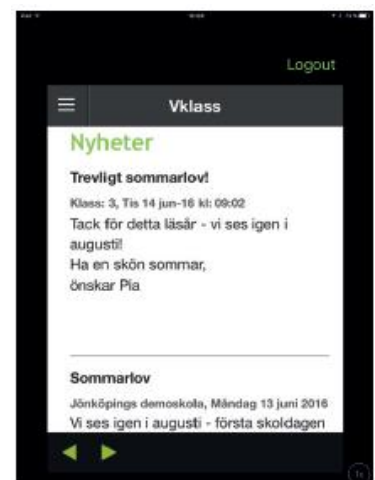 Logout
Vklass
Nyheter
Trevligt sommarlov!
Klass: 3, Tis 14 jun-16 kl: 09:02
Tack för detta läsår - vi ses igen i
augusti!
Ha en skön sommar,
önskar Pia
Sommarlov
Jönköpings demoskola, Måndag 13 juni 2016
Vi ses igen i augusti - första skoldagen
1x